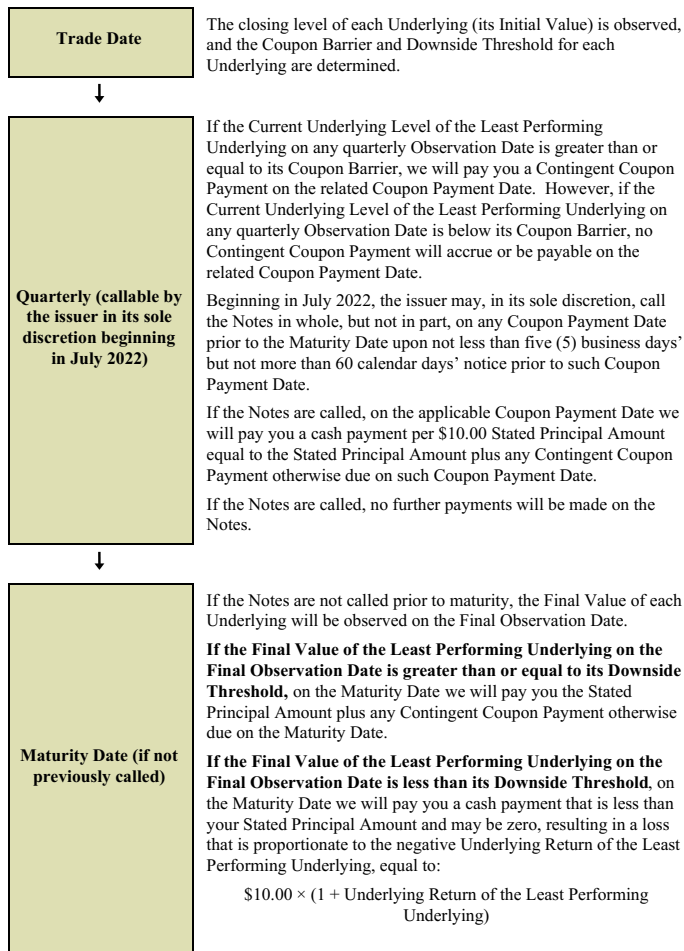 Trade Date
The closing level of each Underlying (its Initial Value) is observed,
and the Coupon Barrier and Downside Threshold for each
Underlying are determined.
Quarterly (callable by
the issuer in its sole
discretion beginning
in July 2022)
If the Current Underlying Level of the Least Performing
Underlying on any quarterly Observation Date is greater than or
equal to its Coupon Barrier, we will pay you a Contingent Coupon
Payment on the related Coupon Payment Date.  However, if the
Current Underlying Level of the Least Performing Underlying on
any quarterly Observation Date is below its Coupon Barrier, no
Contingent Coupon Payment will accrue or be payable on the
related Coupon Payment Date.
Beginning in July 2022, the issuer may, in its sole discretion, call
the Notes in whole, but not in part, on any Coupon Payment Date
prior to the Maturity Date upon not less than five (5) business days’
but not more than 60 calendar days’ notice prior to such Coupon
Payment Date.
If the Notes are called, on the applicable Coupon Payment Date we
will pay you a cash payment per $10.00 Stated Principal Amount
equal to the Stated Principal Amount plus any Contingent Coupon
Payment otherwise due on such Coupon Payment Date.
If the Notes are called, no further payments will be made on the
Notes.
Maturity Date (if not
previously called)
If the Notes are not called prior to maturity, the Final Value of each
Underlying will be observed on the Final Observation Date.
If the Final Value of the Least Performing Underlying on the
Final Observation Date is greater than or equal to its Downside
Threshold, on the Maturity Date we will pay you the Stated
Principal Amount plus any Contingent Coupon Payment otherwise
due on the Maturity Date.
If the Final Value of the Least Performing Underlying on the
Final Observation Date is less than its Downside Threshold, on
the Maturity Date we will pay you a cash payment that is less than
your Stated Principal Amount and may be zero, resulting in a loss
that is proportionate to the negative Underlying Return of the Least
Performing Underlying, equal to:
$10.00 × (1 + Underlying Return of the Least Performing
Underlying)